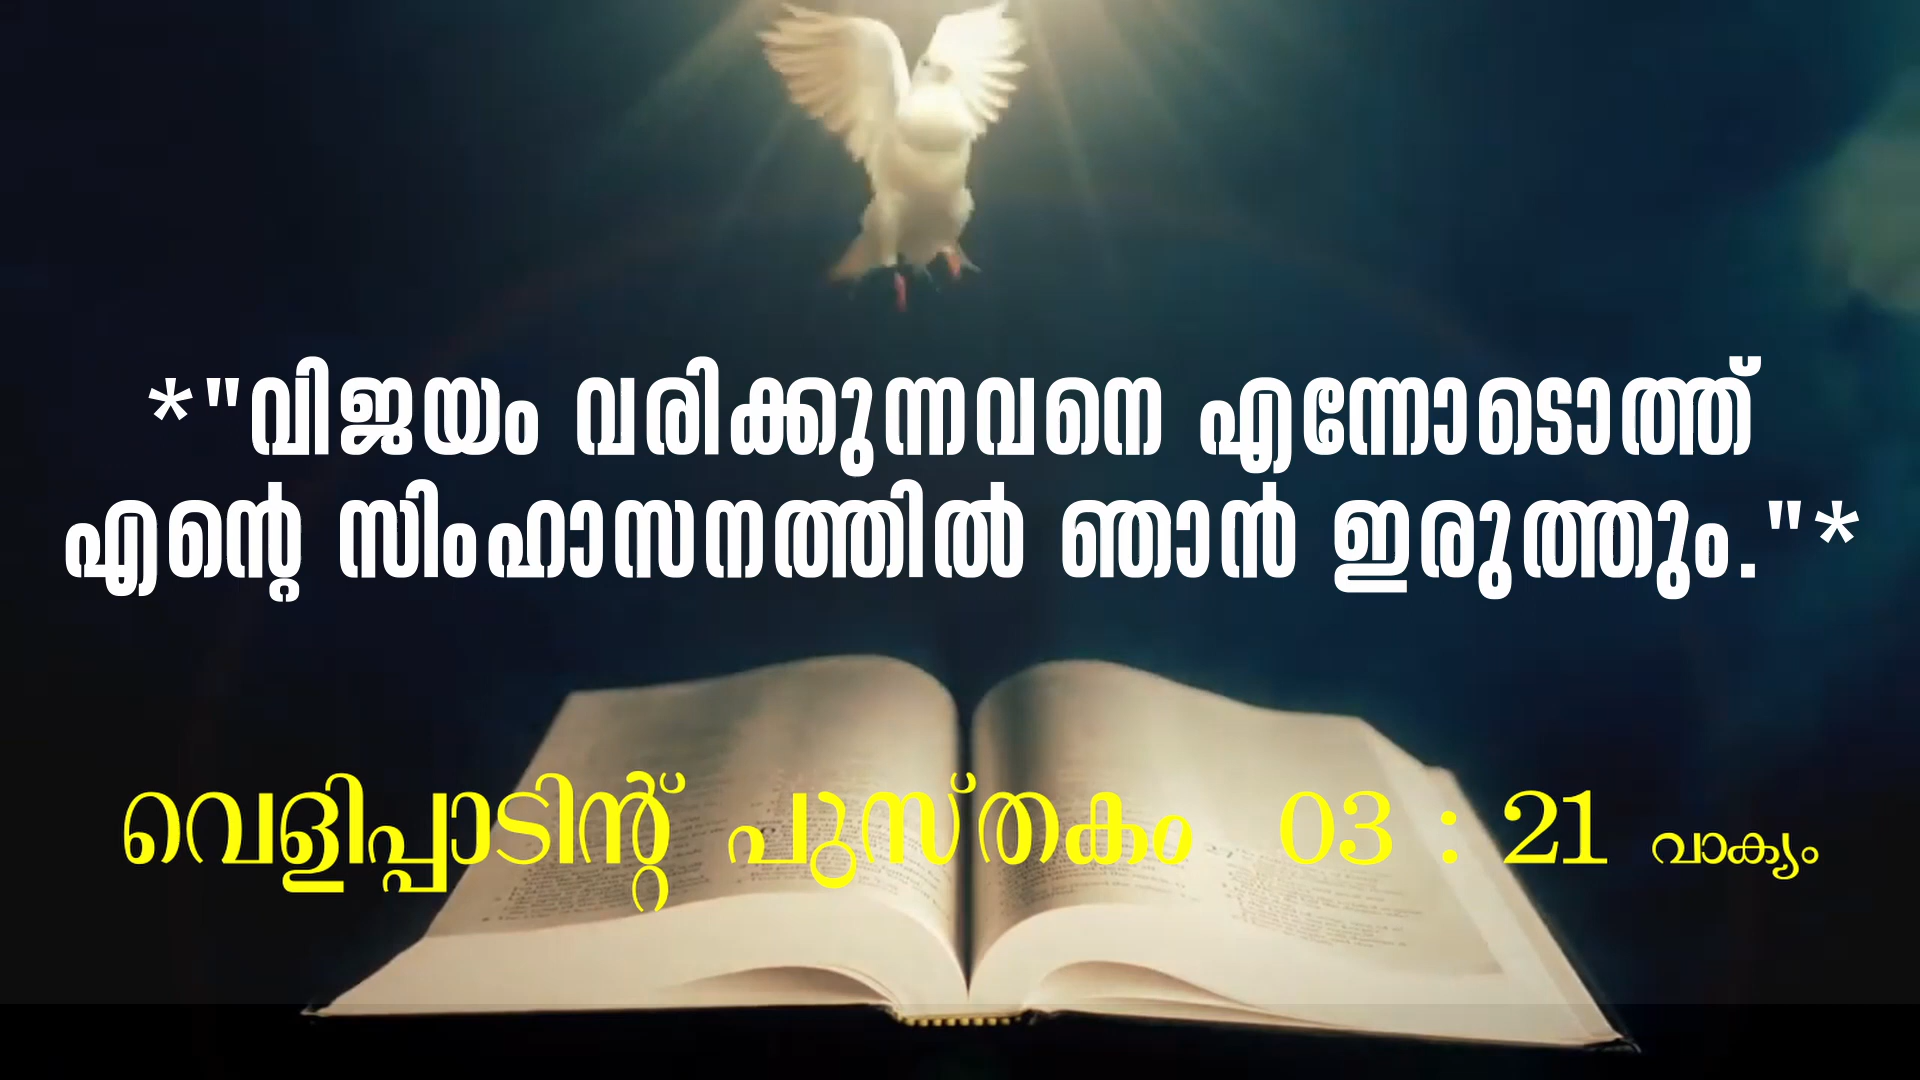 *"വിജയം വരിക്കുന്നവനെ എന്നോടൊത്ത്
എന്റെ സിംഹാസനത്തിൽ ഞാൻ ഇരുത്തും."*
വെളിപ്പാടിന്റ് പുസ്തകം 03 : 21 വാക്യം